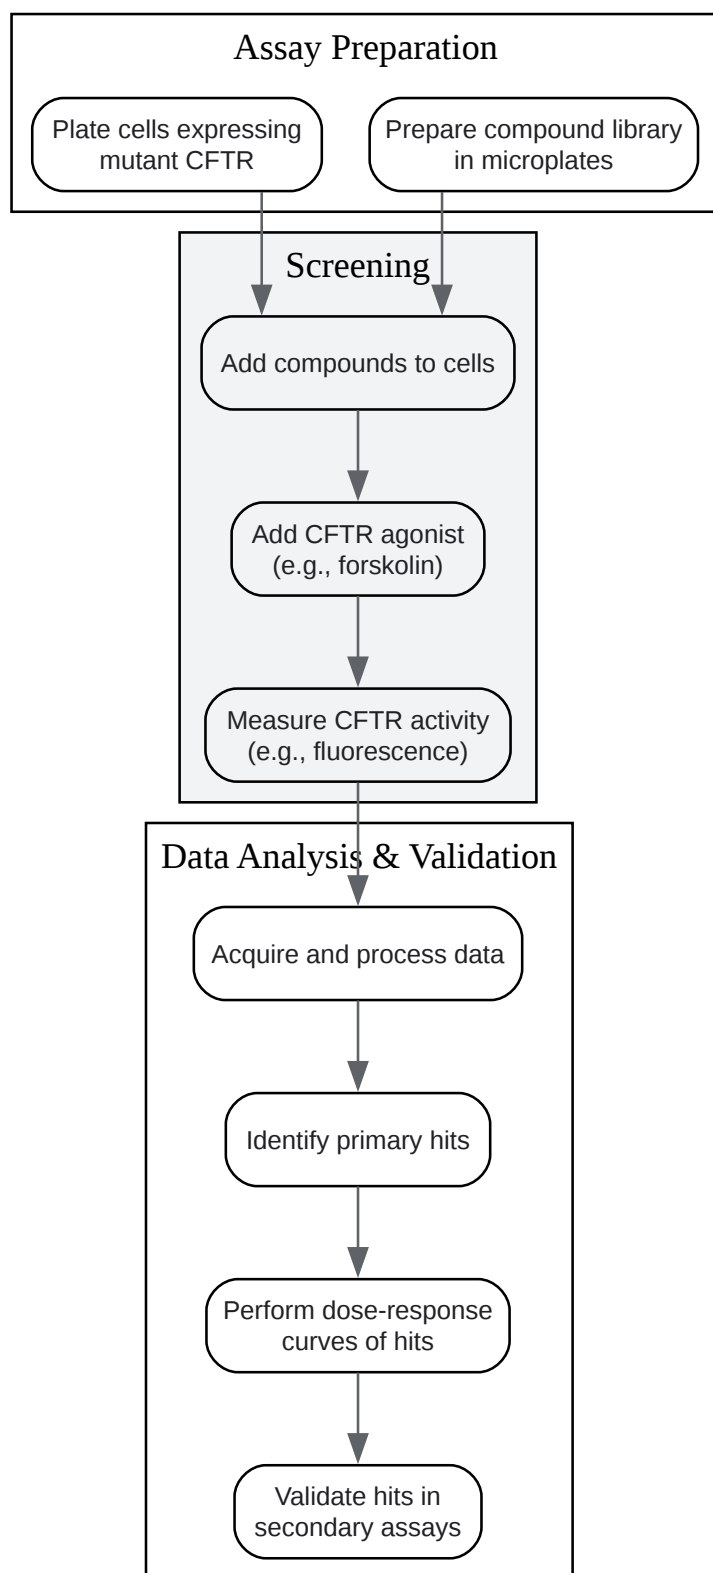 Assay Preparation
Plate cells expressing
mutant CFTR
Prepare compound library
in microplates
Screening
Add compounds to cells
Add CFTR agonist
(e.g., forskolin)
Measure CFTR activity
(e.g., fluorescence)
Data Analysis & Validation
Acquire and process data
Identify primary hits
Perform dose-response
curves of hits
Validate hits in
secondary assays